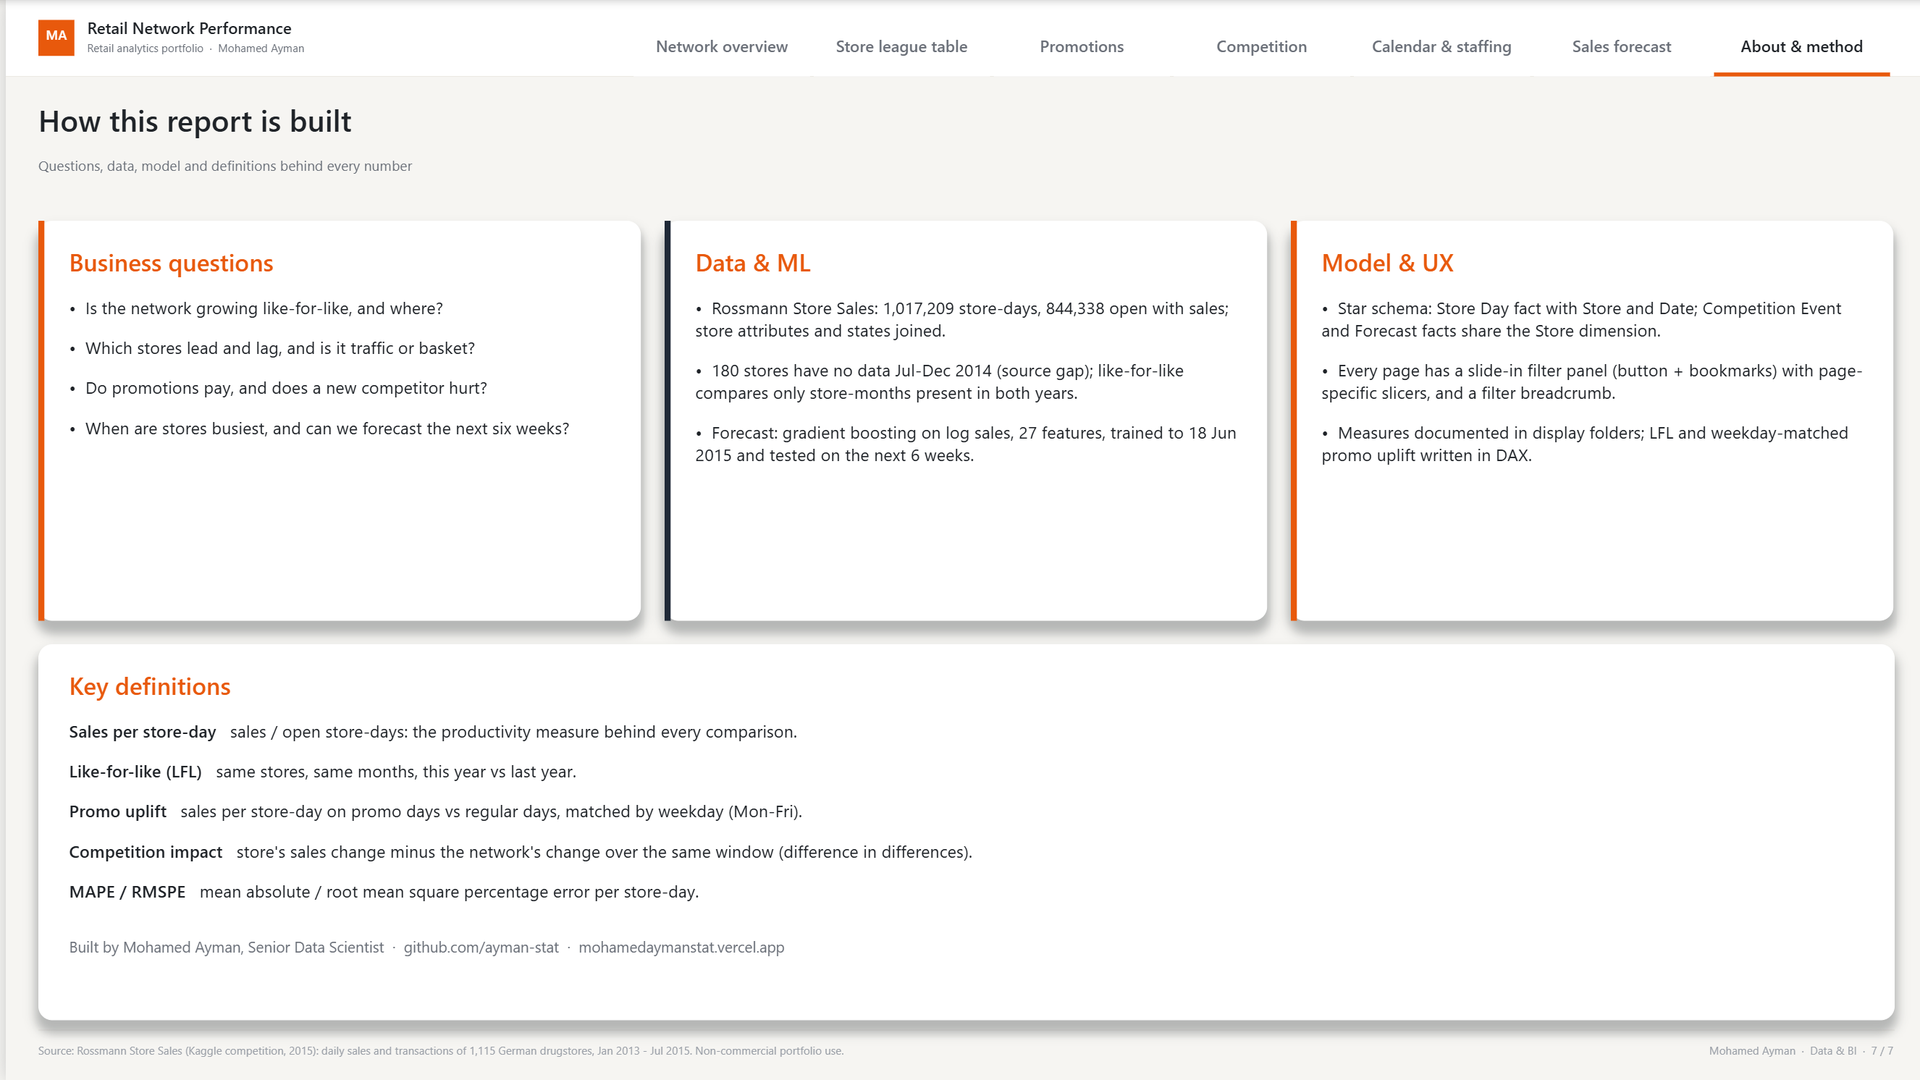 MA
Retail Network Performance
Retail analytics portfolio · Mohamed Ayman
Network overview
Store league table
Promotions
Competition
Calendar & staffing
Sales forecast
About & method
How this report is built
Questions, data, model and definitions behind every number
Business questions
• Is the network growing like-for-like, and where?
• Which stores lead and lag, and is it traffic or basket?
• Do promotions pay, and does a new competitor hurt?
• When are stores busiest, and can we forecast the next six weeks?
Data & ML
• Rossmann Store Sales: 1,017,209 store-days, 844,338 open with sales;
store attributes and states joined.
• 180 stores have no data Jul-Dec 2014 (source gap); like-for-like
compares only store-months present in both years.
• Forecast: gradient boosting on log sales, 27 features, trained to 18 Jun
2015 and tested on the next 6 weeks.
Model & UX
• Star schema: Store Day fact with Store and Date; Competition Event
and Forecast facts share the Store dimension.
• Every page has a slide-in filter panel (button + bookmarks) with page-
specific slicers, and a filter breadcrumb.
• Measures documented in display folders; LFL and weekday-matched
promo uplift written in DAX.
Key definitions
Sales per store-day sales / open store-days: the productivity measure behind every comparison.
Like-for-like (LFL) same stores, same months, this year vs last year.
Promo uplift sales per store-day on promo days vs regular days, matched by weekday (Mon-Fri).
Competition impact store's sales change minus the network's change over the same window (difference in differences).
MAPE / RMSPE mean absolute / root mean square percentage error per store-day.
Built by Mohamed Ayman, Senior Data Scientist · github.com/ayman-stat · mohamedaymanstat.vercel.app
Source: Rossmann Store Sales (Kaggle competition, 2015): daily sales and transactions of 1,115 German drugstores, Jan 2013 - Jul 2015. Non-commercial portfolio use.
Mohamed Ayman · Data & BI · 7 / 7